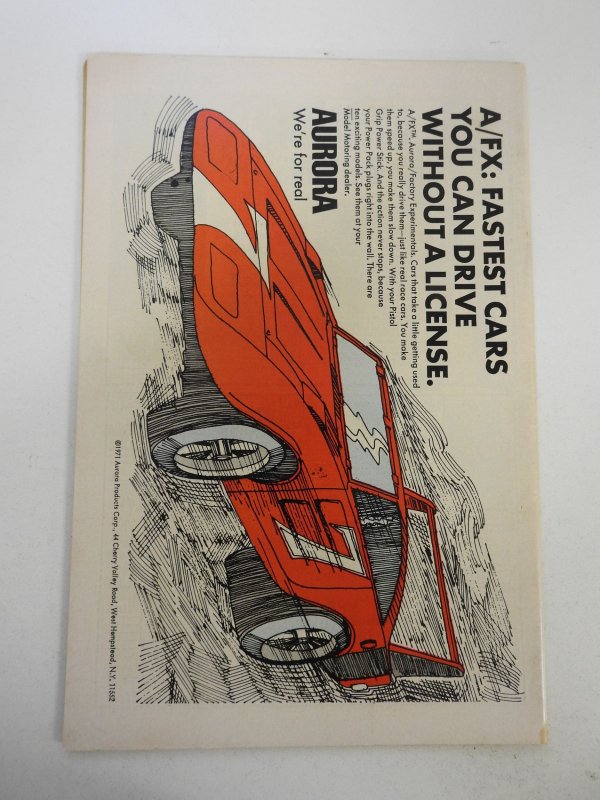 A/FX: FASTEST CARS
YOU CAN DRIVE
WITHOUT A LICENSE.
A/FX™. Aurora/Factory Experimentals. Cars that take a little getting used
to, because you really drive them—just like real race cars. You make
them speed up, you make them slow down. With your Pistol
Grip Power Stick. And the action never stops, because
your Power Pack plugs right into the wall. There are
ten exciting models. See them at your
Model Motoring dealer.
AURORA
We're for real
7
7
©1971 Aurora Products Corp., 44 Cherry Valley Road, West Hempstead, N.Y. 11552